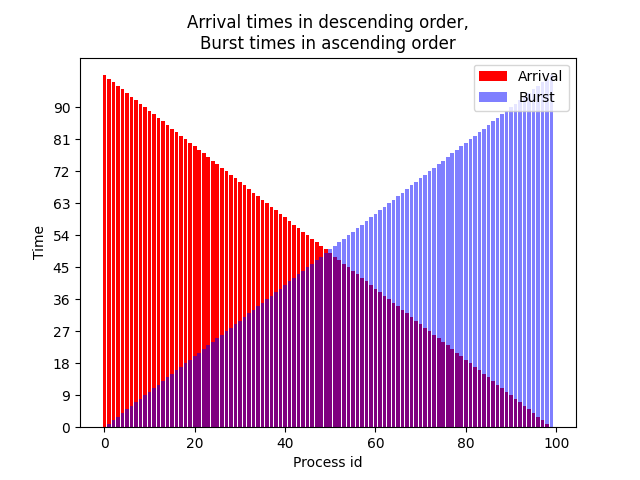 Arrival times in descending order,
Burst times in ascending order
Arrival
Burst
90
81
72
63
54
45
36
27
18
9
0
Time
0 20 40 60 80 100
Process id